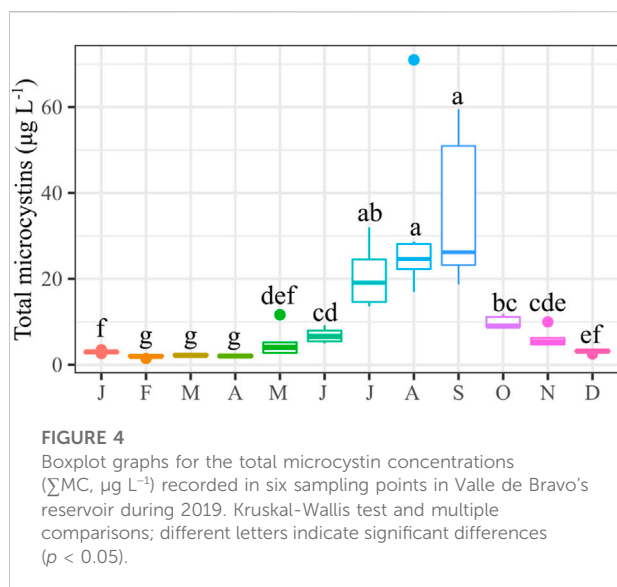 Total microcystins (µg L⁻¹)
60
40
20
0
f
g
g
g
def
cd
ab
a
a
bc
cde
ef
J F M A M J J A S O N D
FIGURE 4
Boxplot graphs for the total microcystin concentrations
(∑MC, µg L⁻¹) recorded in six sampling points in Valle de Bravo's
reservoir during 2019. Kruskal-Wallis test and multiple
comparisons; different letters indicate significant differences
(p < 0.05).